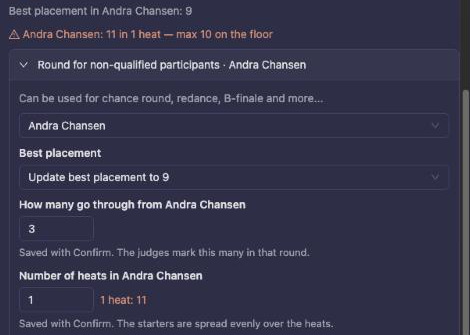 Best placement in Andra Chansen: 9
⚠ Andra Chansen: 11 in 1 heat — max 10 on the floor
Round for non-qualified participants · Andra Chansen
Can be used for chance round, redance, B-finale and more...
Andra Chansen
Best placement
Update best placement to 9
How many go through from Andra Chansen
3
Saved with Confirm. The judges mark this many in that round.
Number of heats in Andra Chansen
1 1 heat: 11
Saved with Confirm. The starters are spread evenly over the heats.